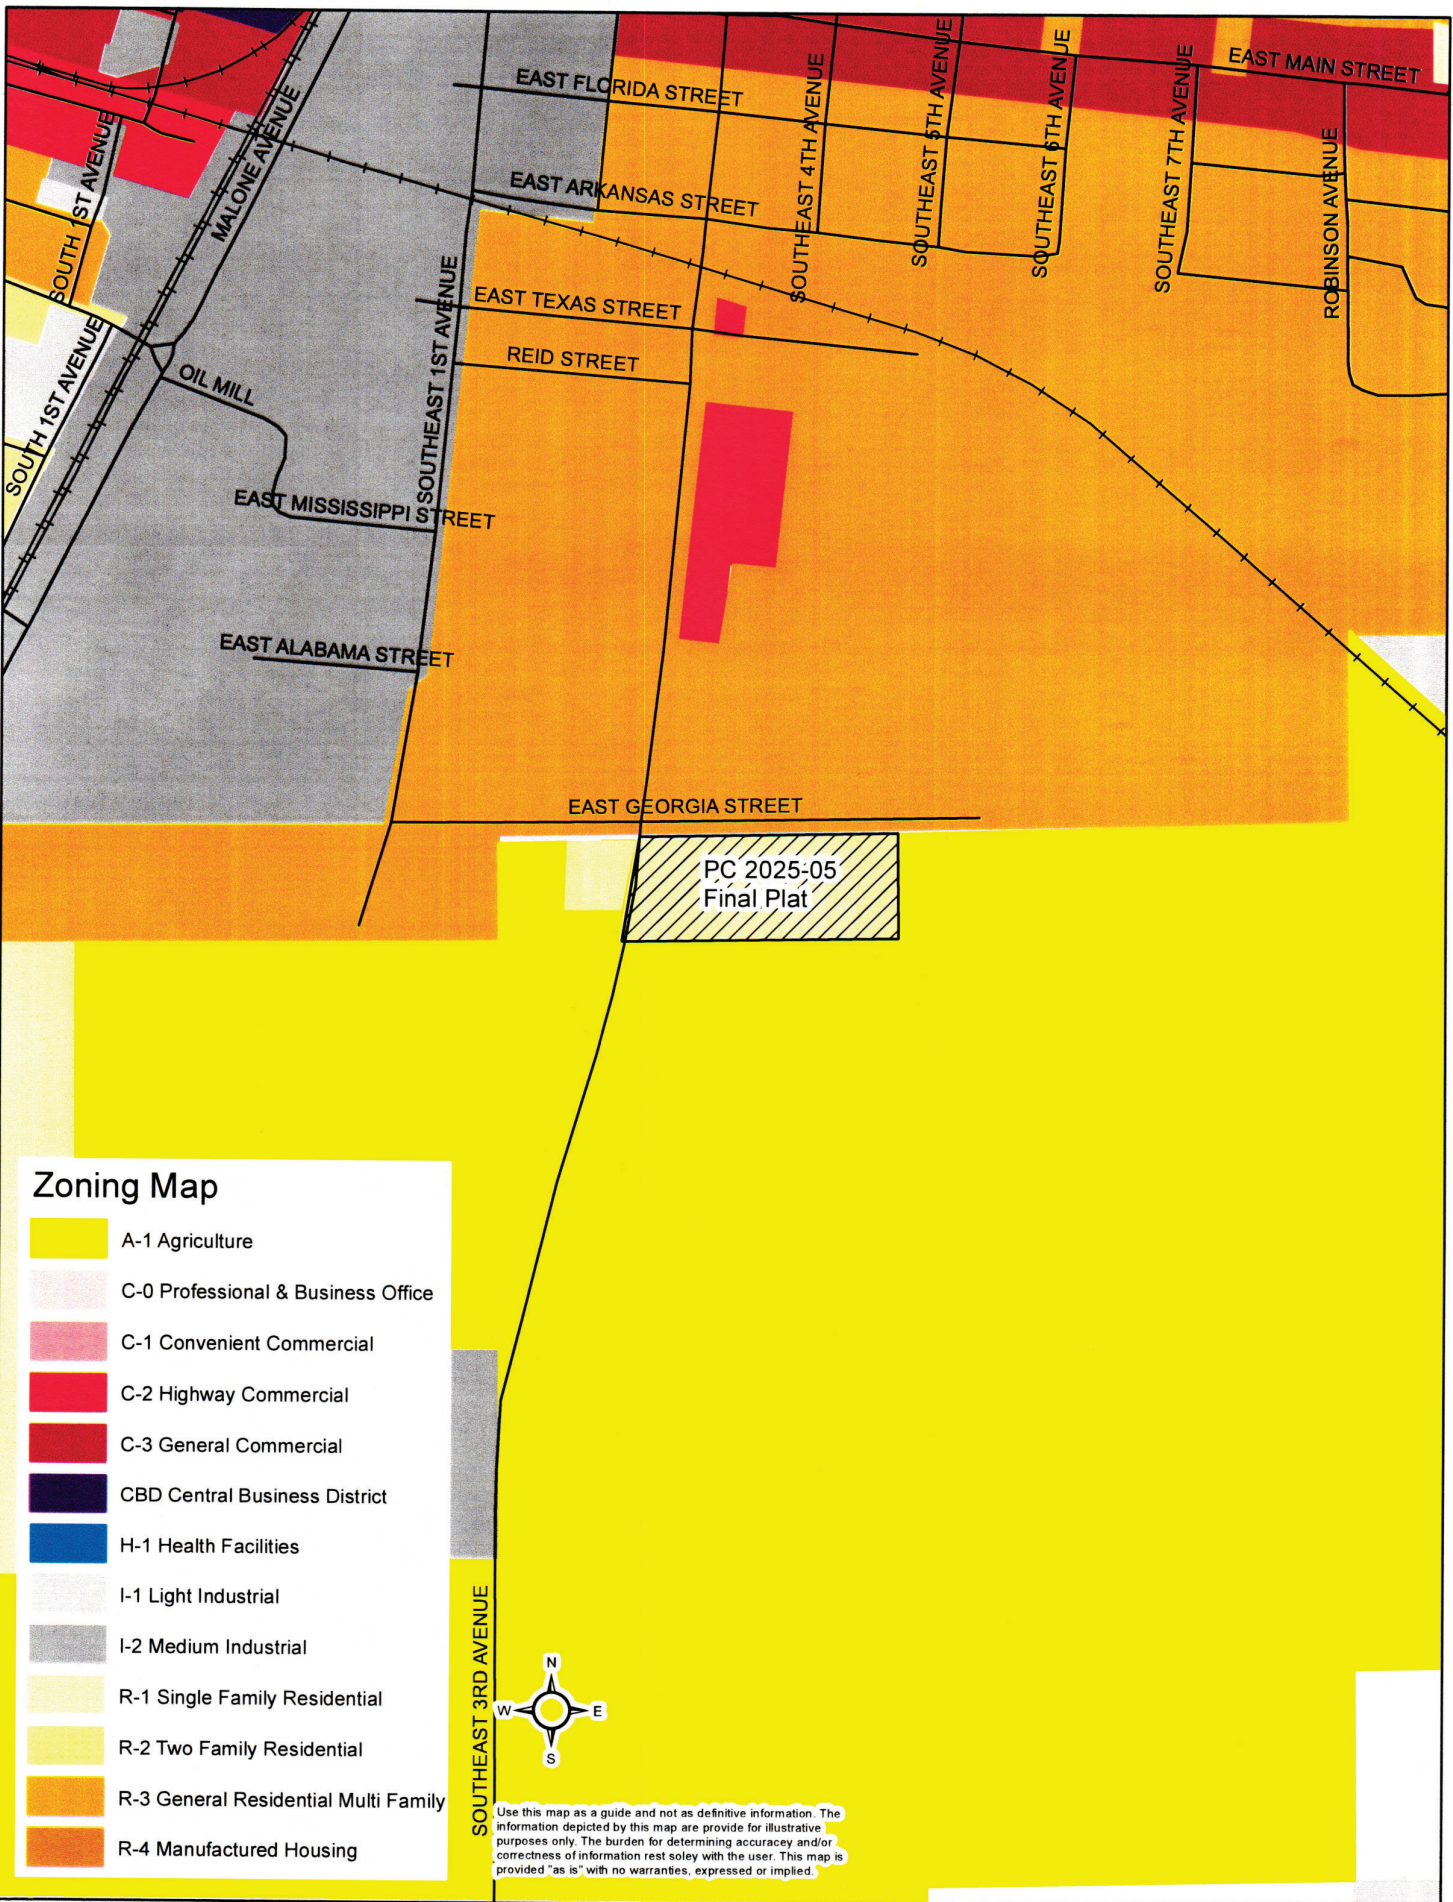 EAST MAIN STREET
EAST FLORIDA STREET
SOUTHEAST 4TH AVENUE
SOUTHEAST 5TH AVENUE
SOUTHEAST 6TH AVENUE
SOUTHEAST 7TH AVENUE
ROBINSON AVENUE
SOUTH 1ST AVENUE
MALONE AVENUE
EAST ARKANSAS STREET
SOUTHEAST 1ST AVENUE
EAST TEXAS STREET
REID STREET
SOUTH 1ST AVENUE
OIL MILL
EAST MISSISSIPPI STREET
EAST ALABAMA STREET
EAST GEORGIA STREET
PC 2025-05
Final Plat
Zoning Map
A-1 Agriculture
C-0 Professional & Business Office
C-1 Convenient Commercial
C-2 Highway Commercial
C-3 General Commercial
CBD Central Business District
H-1 Health Facilities
I-1 Light Industrial
I-2 Medium Industrial
R-1 Single Family Residential
R-2 Two Family Residential
R-3 General Residential Multi Family
R-4 Manufactured Housing
SOUTHEAST 3RD AVENUE
N
W E
S
Use this map as a guide and not as definitive information. The
information depicted by this map are provide for illustrative
purposes only. The burden for determining accuracey and/or
correctness of information rest soley with the user. This map is
provided "as is" with no warranties, expressed or implied.